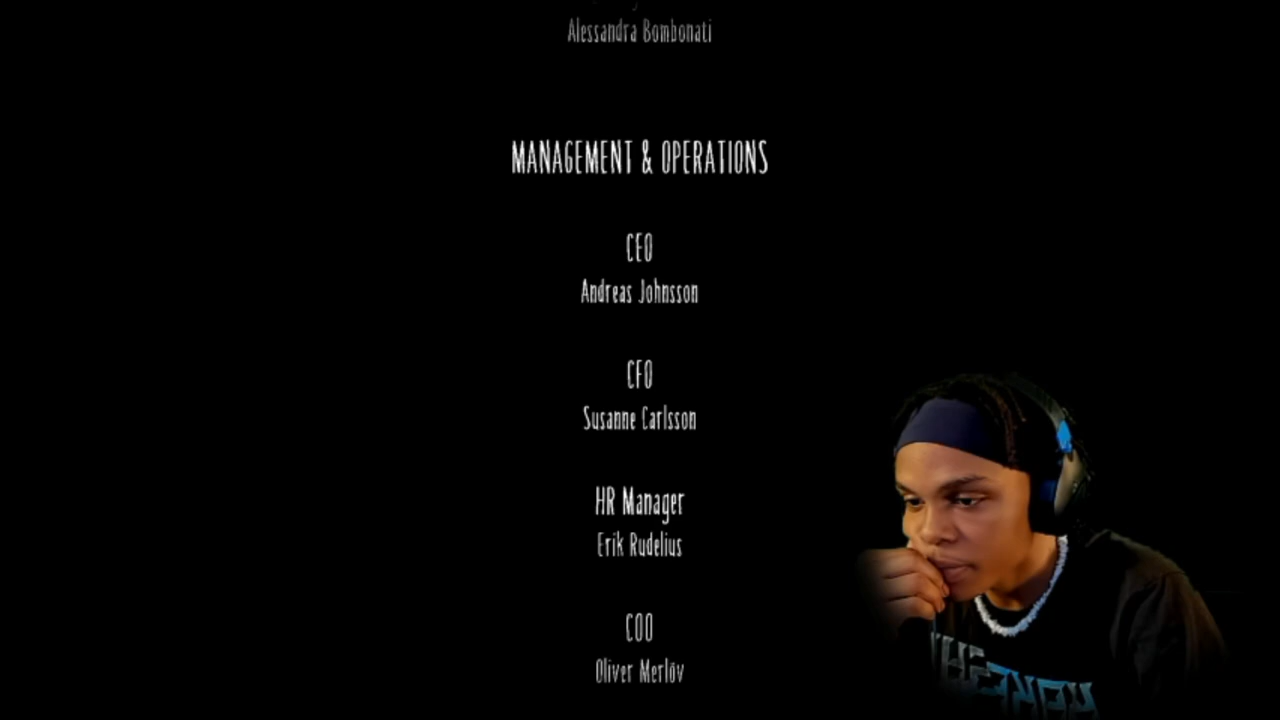 Alessandra Bombonati
MANAGEMENT & OPERATIONS
CEO
Andreas Johnsson
CFO
Susanne Carlsson
HR Manager
Erik Rudelius
COO
Oliver Merlöv